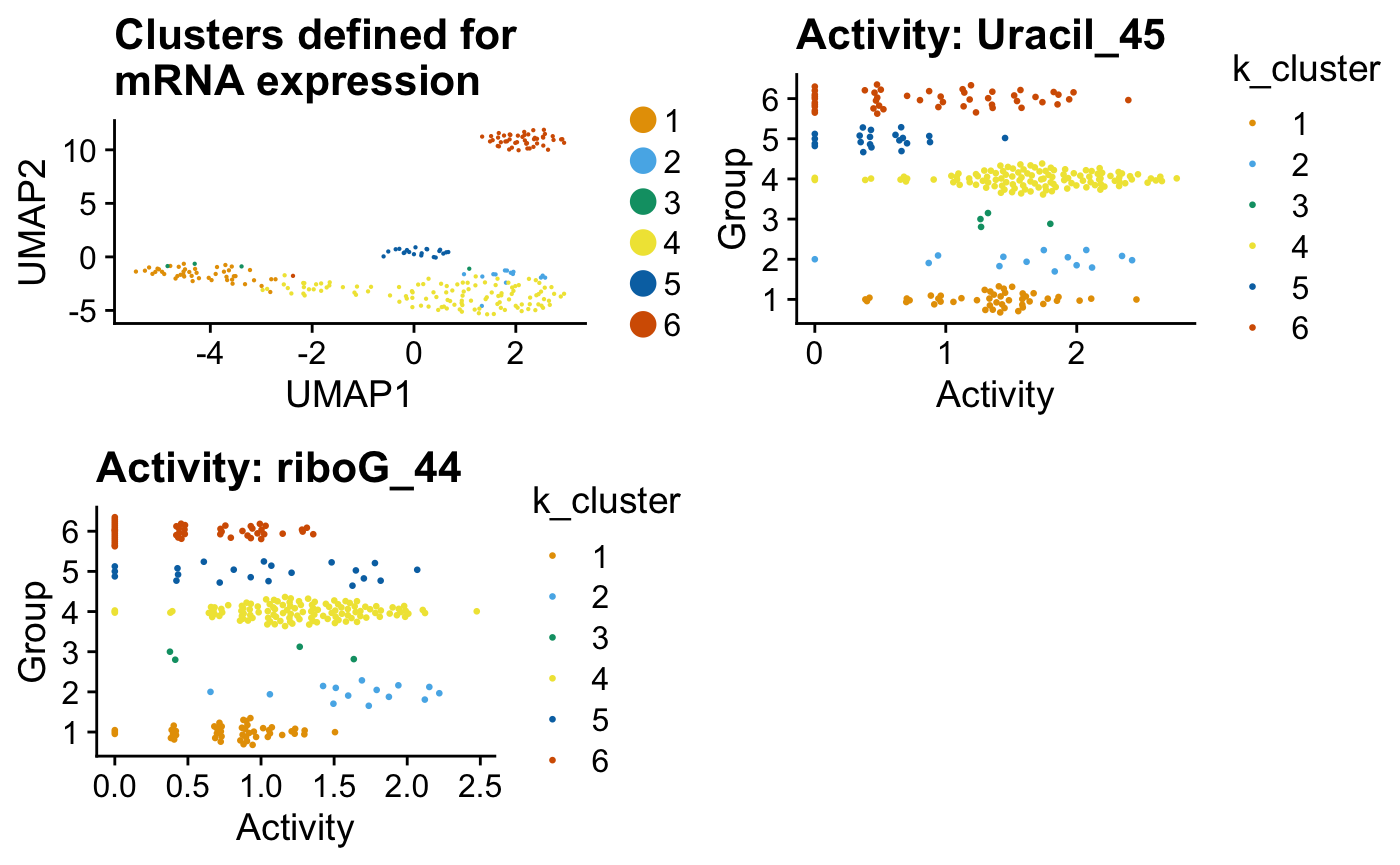 Clusters defined for
mRNA expression
UMAP2
10
5
0
-5
-4 -2 0 2
UMAP1
1
2
3
4
5
6
Activity: Uracil_45
Group
6
5
4
3
2
1
0 1 2
Activity
k_cluster
1
2
3
4
5
6
Activity: riboG_44
Group
6
5
4
3
2
1
0.0 0.5 1.0 1.5 2.0 2.5
Activity
k_cluster
1
2
3
4
5
6